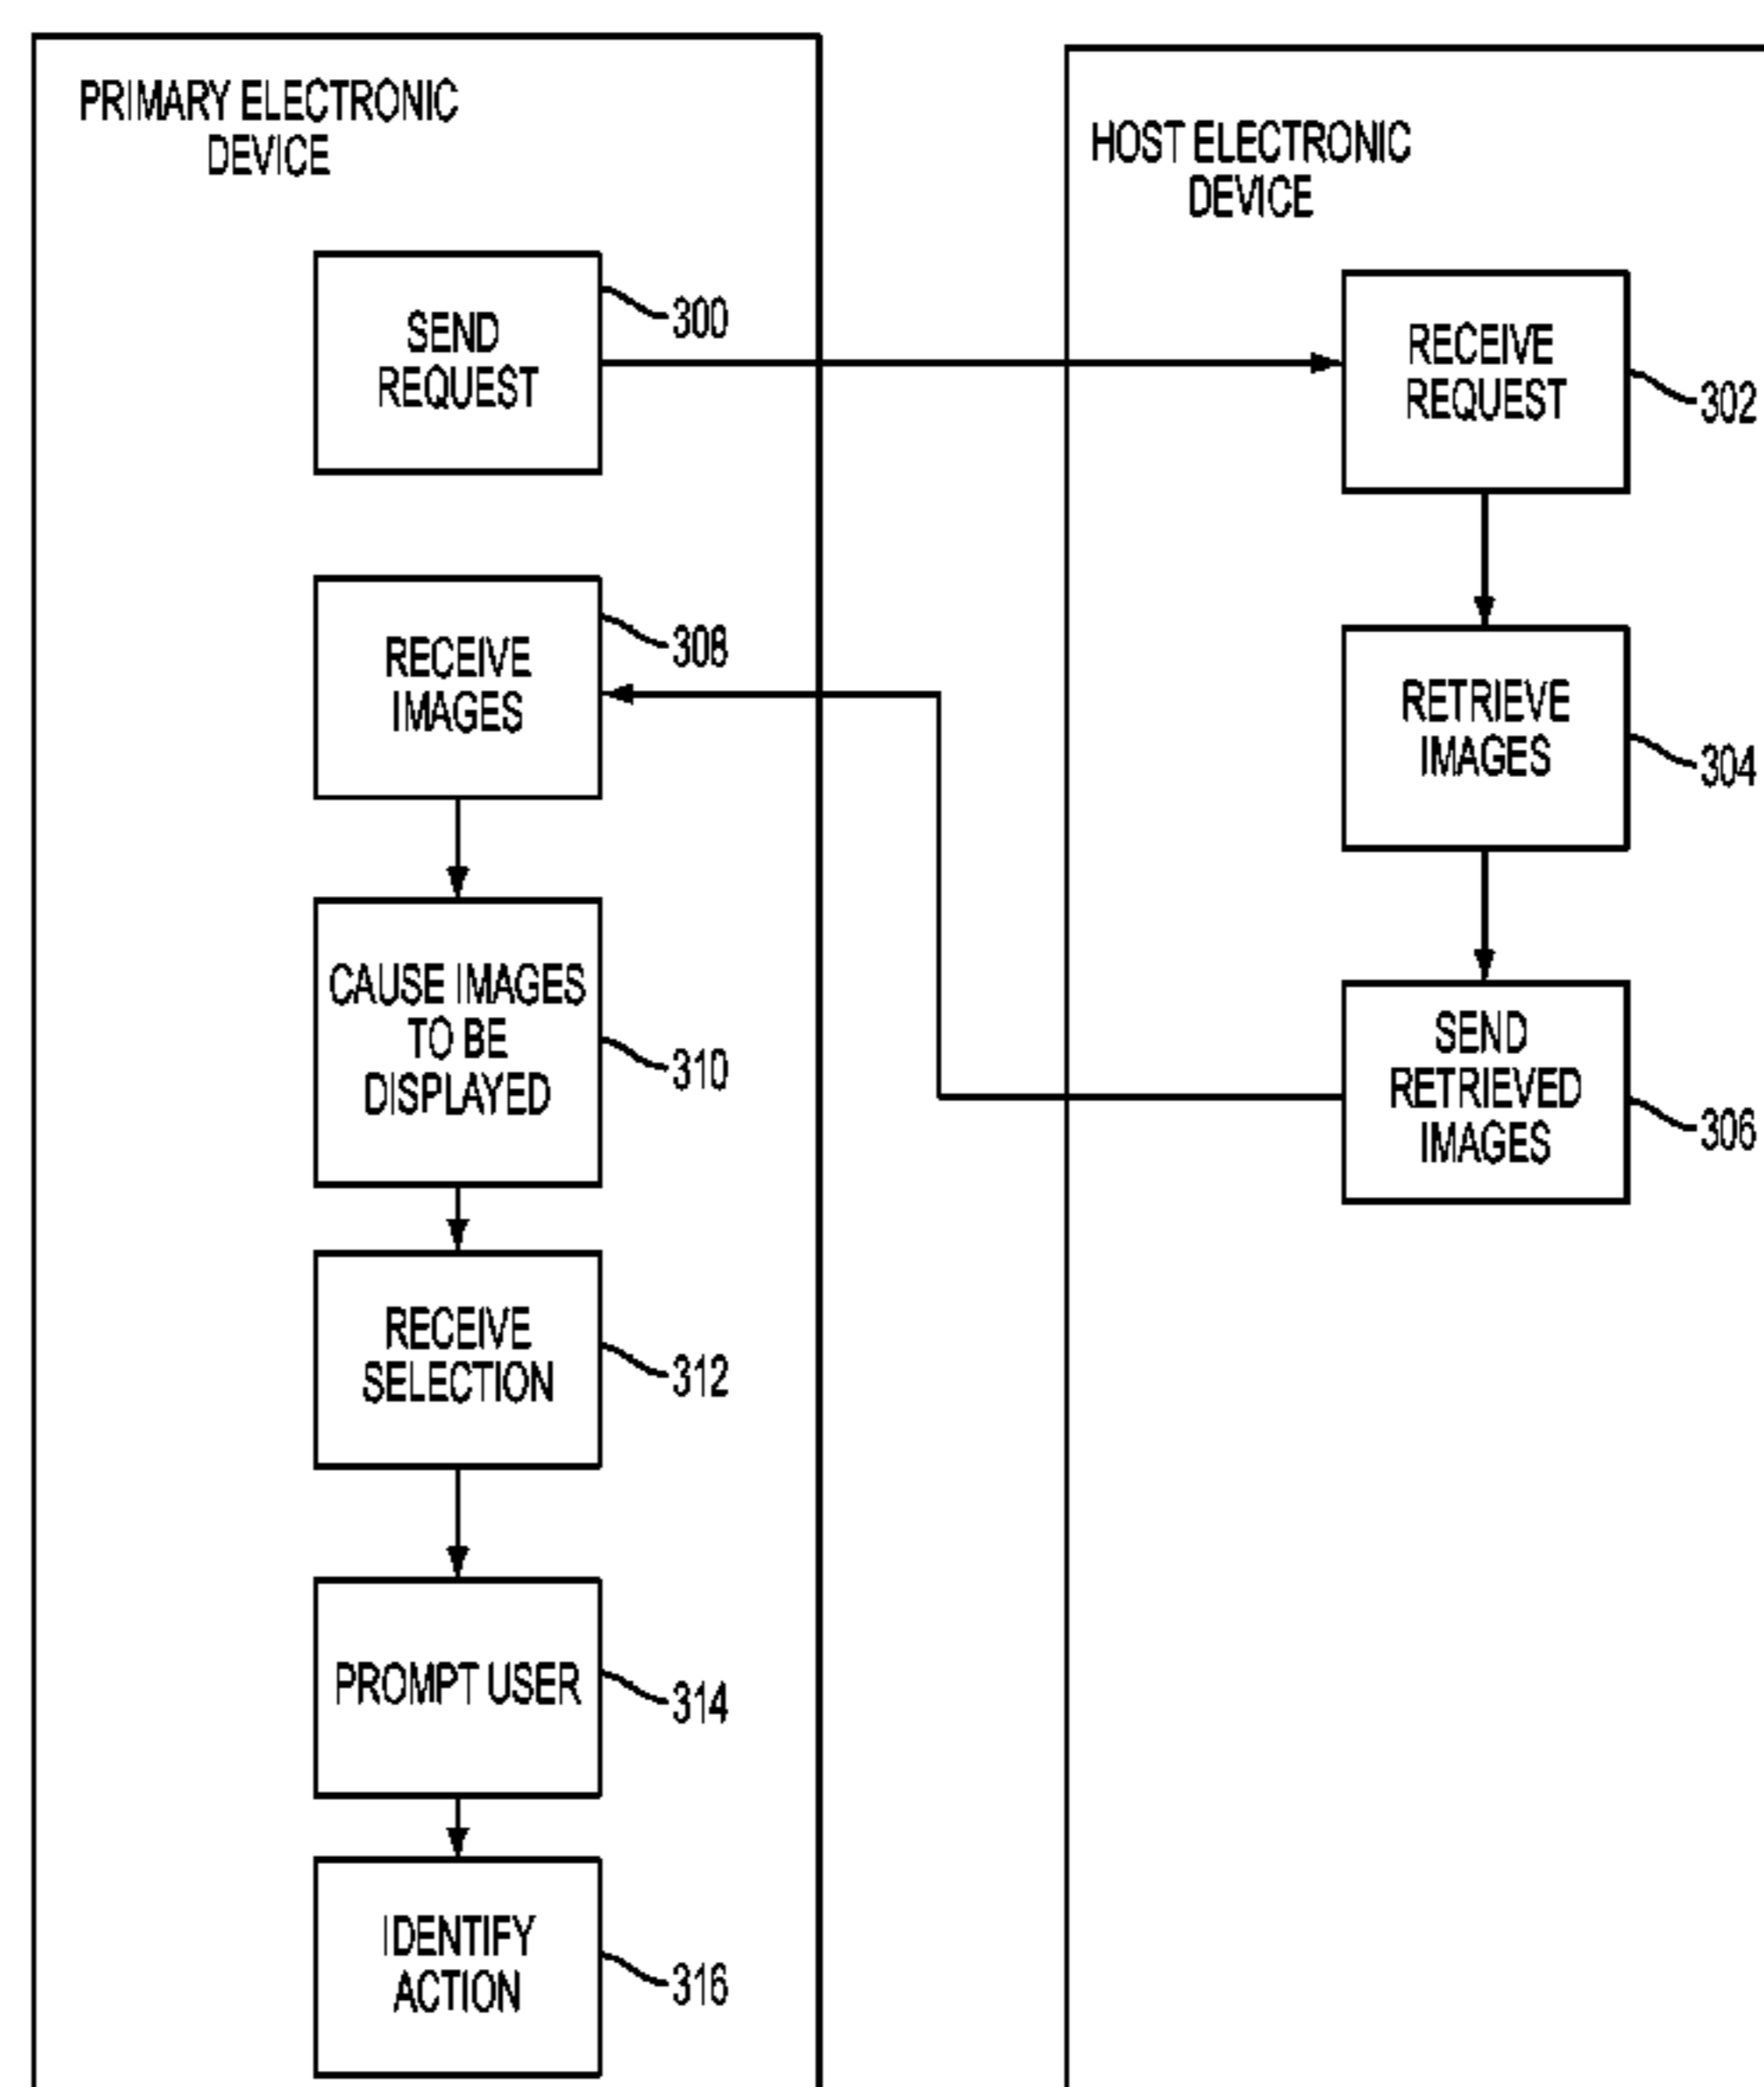 PRIMARY ELECTRONIC
DEVICE
SEND
REQUEST
300
RECEIVE
IMAGES
308
CAUSE IMAGES
TO BE
DISPLAYED
310
RECEIVE
SELECTION
312
PROMPT USER
314
IDENTIFY
ACTION
316
HOST ELECTRONIC
DEVICE
RECEIVE
REQUEST
302
RETRIEVE
IMAGES
304
SEND
RETRIEVED
IMAGES
306